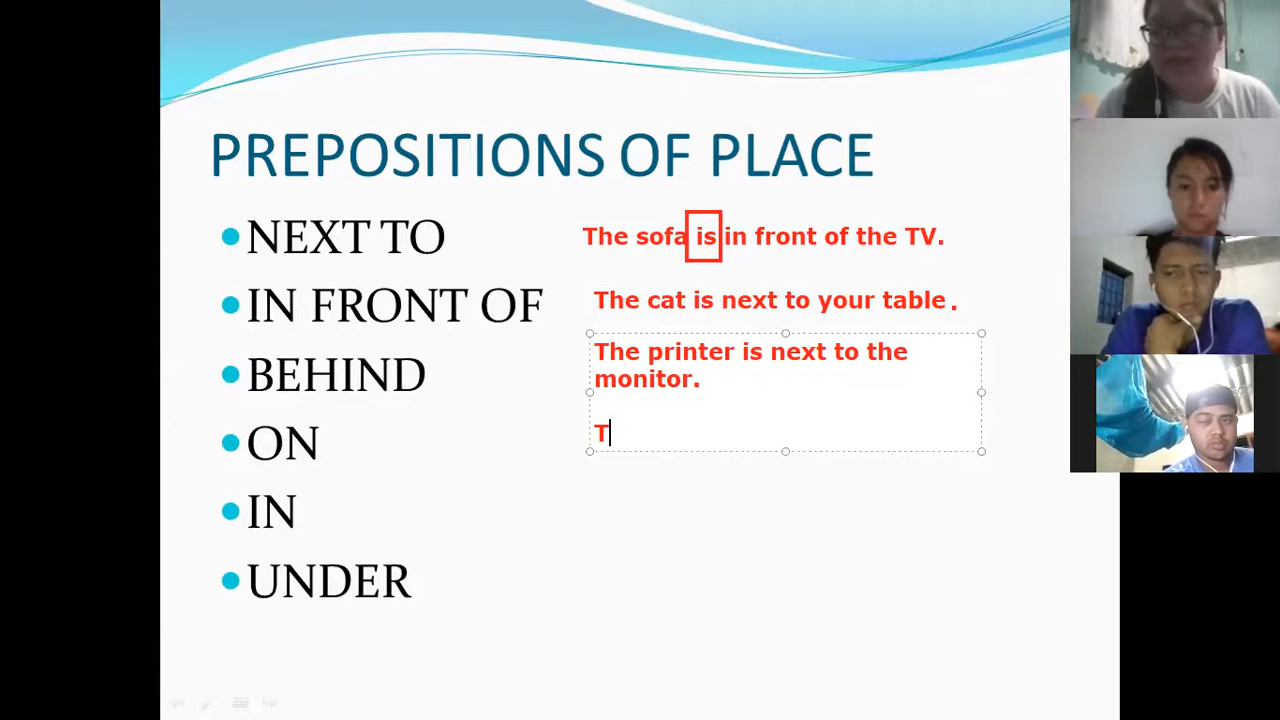 PREPOSITIONS OF PLACE
NEXT TO
IN FRONT OF
BEHIND
ON
IN
UNDER
The sofa is in front of the TV.
The cat is next to your table.
The printer is next to the
monitor.
T